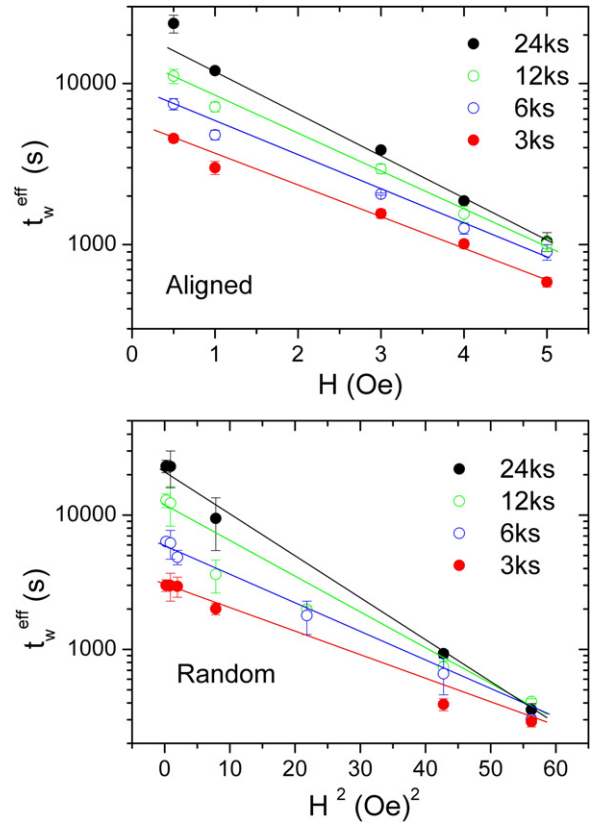 24ks
12ks
6ks
3ks
10000
1000
t_w^eff (s)
Aligned
0 1 2 3 4 5
H (Oe)
24ks
12ks
6ks
3ks
10000
1000
t_w^eff (s)
Random
0 10 20 30 40 50 60
H ² (Oe)²